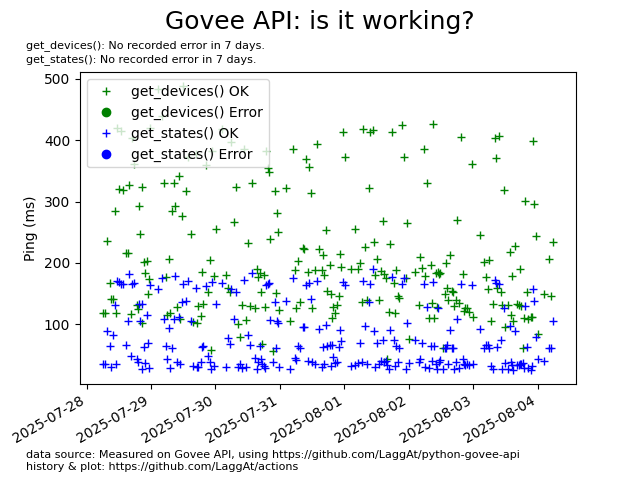 Govee API: is it working?
get_devices(): No recorded error in 7 days.
get_states(): No recorded error in 7 days.
get_devices() OK
get_devices() Error
get_states() OK
get_states() Error
500
400
300
200
100
Ping (ms)
2025-07-28
2025-07-29
2025-07-30
2025-07-31
2025-08-01
2025-08-02
2025-08-03
2025-08-04
data source: Measured on Govee API, using https://github.com/LaggAt/python-govee-api
history & plot: https://github.com/LaggAt/actions